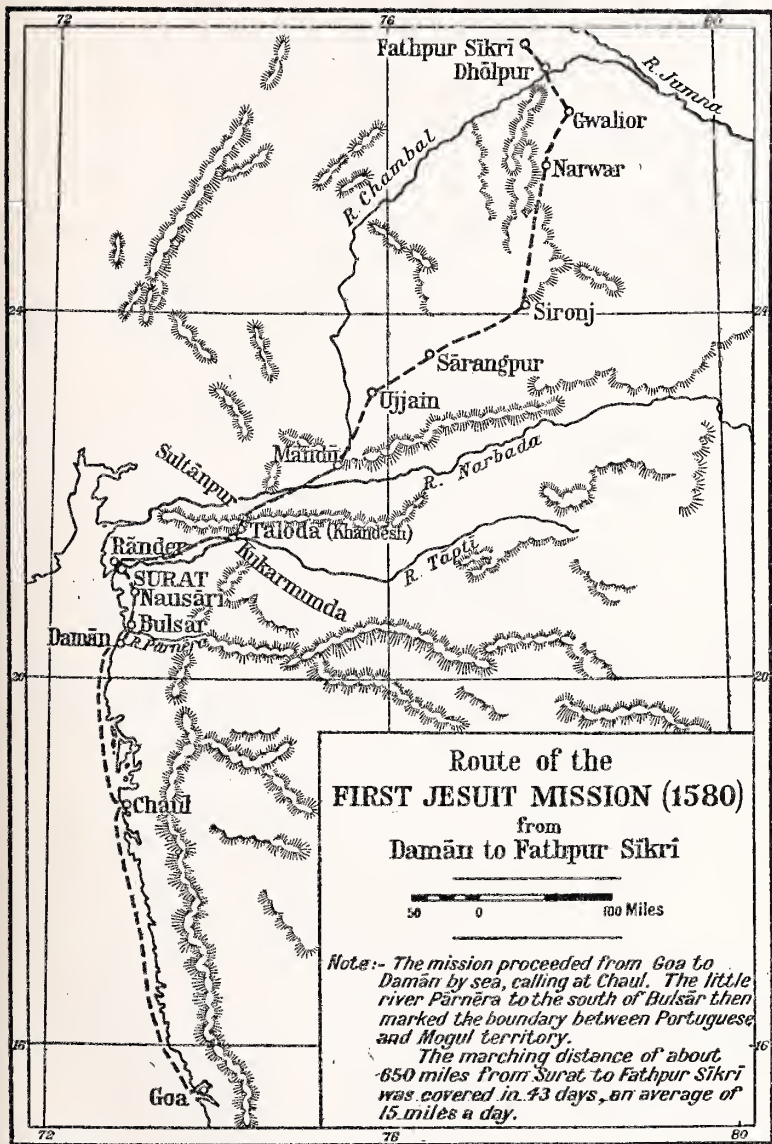 72
76
80
Fathpur Sīkrī
Dhōlpur
R. Jumna
Gwalior
R. Chambal
Narwar
24
24
Sironj
Sārangpur
Ujjain
Māndū
R. Narbada
Sultānpur
Taloda (Khandesh)
Rānder
Kukarmunda
R. Tāptī
SURAT
Nausāri
Bulsār
Damān
R. Pārnēra
20
20
Chaul
Route of the
FIRST JESUIT MISSION (1580)
from
Damān to Fathpur Sīkrī
50 0 100 Miles
Note:- The mission proceeded from Goa to
Damān by sea, calling at Chaul. The little
river Pārnēra to the south of Bulsār then
marked the boundary between Portuguese
and Mogul territory.
The marching distance of about
650 miles from Surat to Fathpur Sīkrī
was covered in 43 days, an average of
15 miles a day.
16
16
Goa
72
76
80